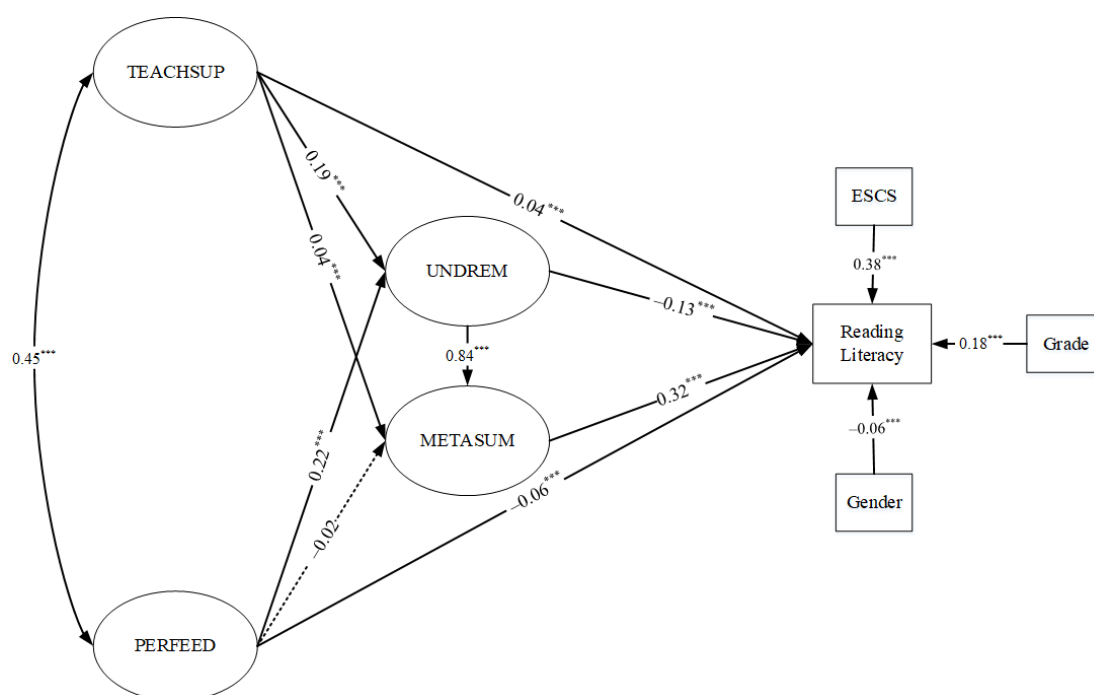 TEACHSUP
0.19***
0.04***
0.04***
ESCS
UNDREM
0.38***
–0.13***
Reading
Literacy
0.18***
Grade
0.45***
0.84***
0.32***
METASUM
–0.06***
0.22***
–0.06***
Gender
–0.02
PERFEED